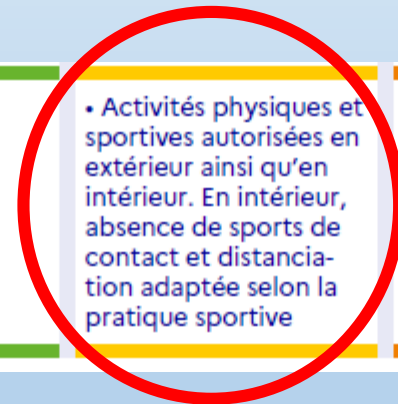 • Activités physiques et
sportives autorisées en
extérieur ainsi qu'en
intérieur. En intérieur,
absence de sports de
contact et distancia-
tion adaptée selon la
pratique sportive